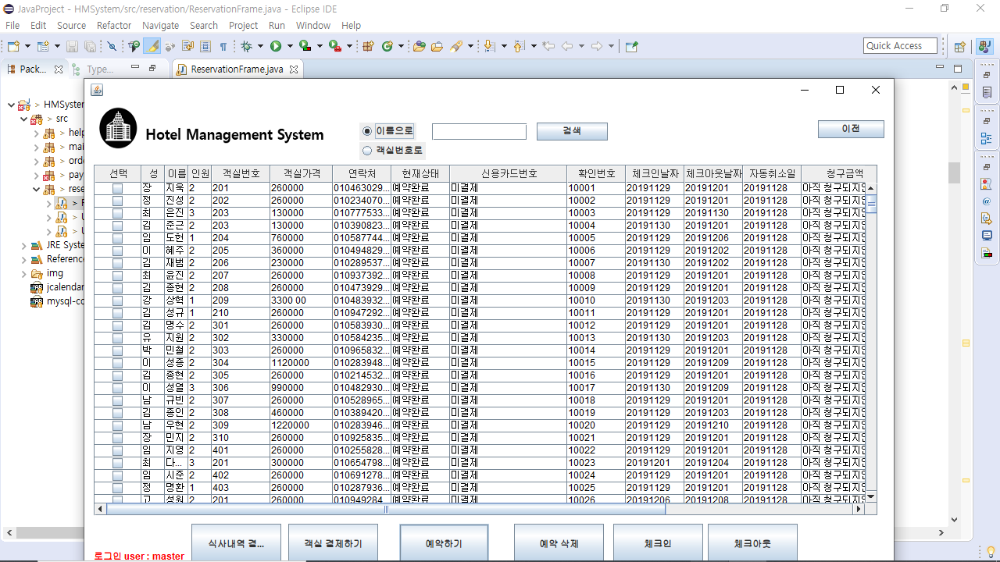 JavaProject - HMSystem/src/reservation/ReservationFrame.java - Eclipse IDE
File Edit Source Refactor Navigate Search Project Run Window Help
Quick Access
Pack... Type... ReservationFrame.java
> HMSystem
> src
> help
> mai
> ord
> pay
> rese
JRE Syste
Reference
img
jcalendar
mysql-co
Hotel Management System
이름으로 검색 이전
객실번호로
선택 성 이름 인원 객실번호 객실가격 연락처 현재상태 신용카드번호 확인번호 체크인날짜 체크아웃날짜 자동취소일 청구금액
장 지욱 2 201 260000 010463029... 예약완료 미결제 10001 20191129 20191201 20191128 아직 청구되지안
정 진성 2 202 260000 010234070... 예약완료 미결제 10002 20191129 20191201 20191128 아직 청구되지안
최 은진 3 203 130000 010777533... 예약완료 미결제 10003 20191129 20191130 20191128 아직 청구되지안
김 준근 2 203 130000 010390823... 예약완료 미결제 10004 20191130 20191201 20191128 아직 청구되지안
임 도헌 1 204 760000 010587744... 예약완료 미결제 10005 20191129 20191206 20191128 아직 청구되지안
이 혜주 2 205 360000 010494829... 예약완료 미결제 10006 20191129 20191202 20191128 아직 청구되지안
김 재범 2 206 230000 010289537... 예약완료 미결제 10007 20191130 20191202 20191128 아직 청구되지안
최 윤진 2 207 260000 010937392... 예약완료 미결제 10008 20191129 20191201 20191128 아직 청구되지안
김 종현 2 208 260000 010473929... 예약완료 미결제 10009 20191129 20191201 20191128 아직 청구되지안
강 상혁 1 209 3300 00 010483932... 예약완료 미결제 10010 20191130 20191203 20191128 아직 청구되지안
김 성규 1 210 260000 010947292... 예약완료 미결제 10011 20191129 20191201 20191128 아직 청구되지안
김 명수 2 301 260000 010583930... 예약완료 미결제 10012 20191129 20191201 20191128 아직 청구되지안
유 지원 2 302 330000 010584235... 예약완료 미결제 10013 20191130 20191203 20191128 아직 청구되지안
박 민철 2 303 260000 010965832... 예약완료 미결제 10014 20191129 20191201 20191128 아직 청구되지안
이 성종 2 304 1120000 010283948... 예약완료 미결제 10015 20191129 20191209 20191128 아직 청구되지안
김 종현 2 305 260000 010214532... 예약완료 미결제 10016 20191129 20191201 20191128 아직 청구되지안
이 성열 3 306 990000 010482930... 예약완료 미결제 10017 20191130 20191209 20191128 아직 청구되지안
남 규빈 2 307 260000 010528965... 예약완료 미결제 10018 20191129 20191201 20191128 아직 청구되지안
김 종인 2 308 460000 010389420... 예약완료 미결제 10019 20191129 20191203 20191128 아직 청구되지안
남 우현 2 309 1220000 010283946... 예약완료 미결제 10020 20191129 20191210 20191128 아직 청구되지안
장 민지 2 310 260000 010925835... 예약완료 미결제 10021 20191129 20191201 20191128 아직 청구되지안
임 지영 2 401 260000 010255828... 예약완료 미결제 10022 20191129 20191201 20191128 아직 청구되지안
최 다... 3 201 300000 010654798... 예약완료 미결제 10023 20191201 20191204 20191128 아직 청구되지안
임 시준 2 402 260000 010691278... 예약완료 미결제 10024 20191129 20191201 20191128 아직 청구되지안
정 명환 1 403 260000 010287936... 예약완료 미결제 10025 20191129 20191201 20191128 아직 청구되지안
고 성원 2 201 260000 010949284... 예약완료 미결제 10026 20191206 20191208 20191128 아직 청구되지안
식사내역 결... 객실 결제하기 예약하기 예약 삭제 체크인 체크아웃
로그인 user : master